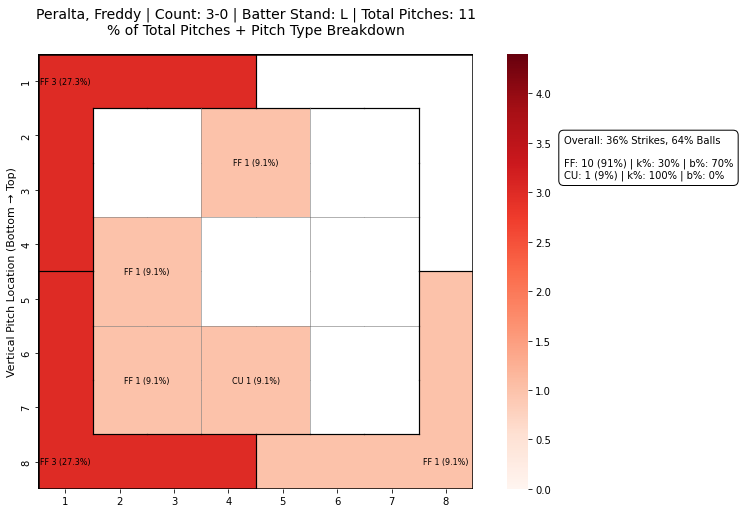 Peralta, Freddy | Count: 3-0 | Batter Stand: L | Total Pitches: 11
% of Total Pitches + Pitch Type Breakdown
Vertical Pitch Location (Bottom → Top)
1
2
3
4
5
6
7
8
FF 3 (27.3%)
FF 1 (9.1%)
FF 1 (9.1%)
FF 1 (9.1%)
CU 1 (9.1%)
FF 3 (27.3%)
FF 1 (9.1%)
1
2
3
4
5
6
7
8
4.0
3.5
3.0
2.5
2.0
1.5
1.0
0.5
0.0
Overall: 36% Strikes, 64% Balls
FF: 10 (91%) | k%: 30% | b%: 70%
CU: 1 (9%) | k%: 100% | b%: 0%